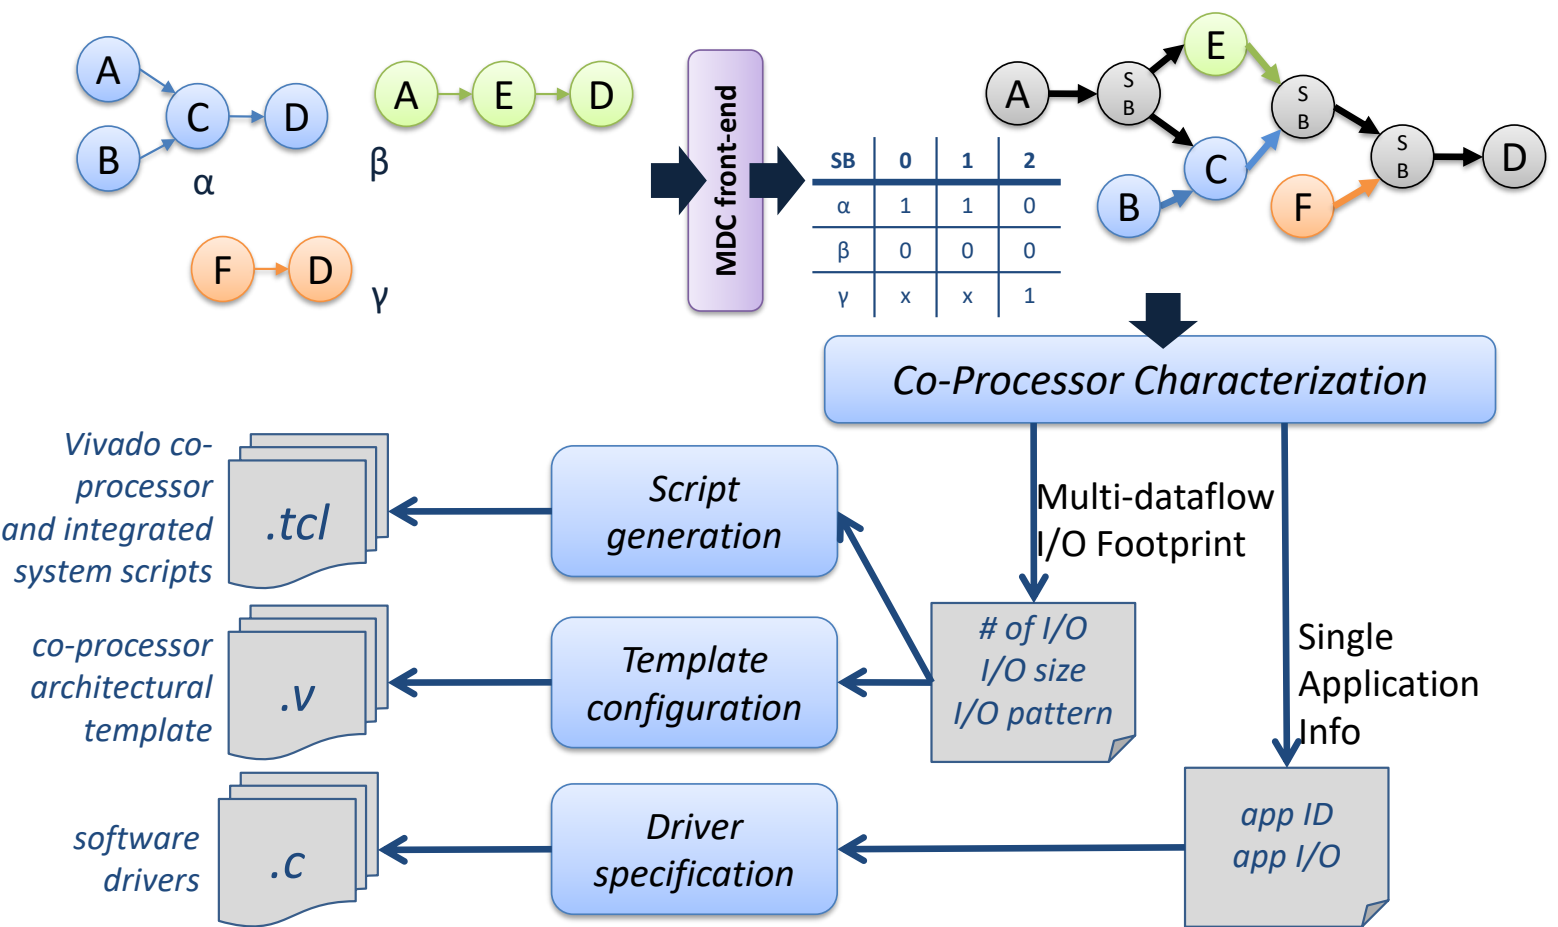 A
B
C
D
α
A
E
D
β
F
D
γ
MDC front-end
SB 0 1 2
α 1 1 0
β 0 0 0
γ x x 1
A
S
B
E
C
B
S
B
F
S
B
D
Co-Processor Characterization
Multi-dataflow
I/O Footprint
Single
Application
Info
# of I/O
I/O size
I/O pattern
app ID
app I/O
Script
generation
Template
configuration
Driver
specification
.tcl
.v
.c
Vivado co-
processor
and integrated
system scripts
co-processor
architectural
template
software
drivers